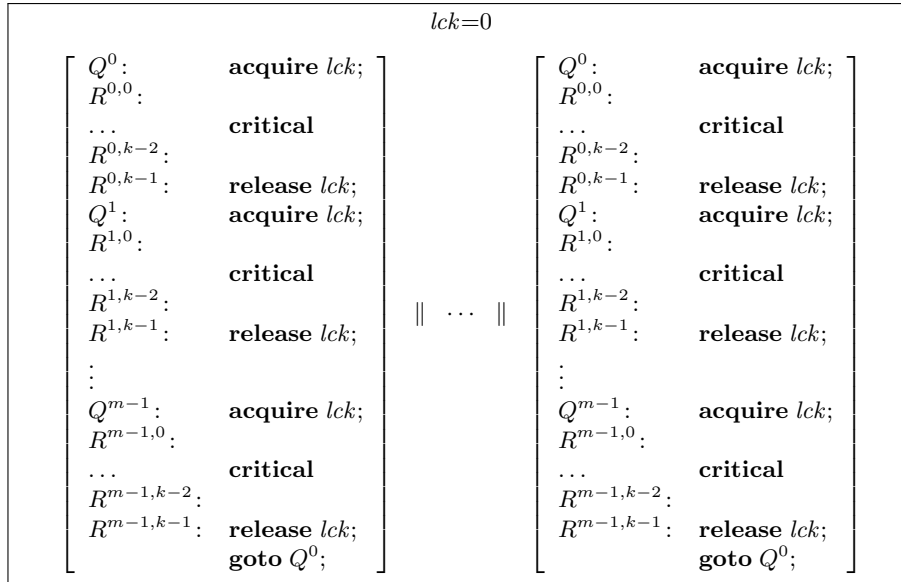 lck=0
Q^0: acquire lck; Q^0: acquire lck;
R^{0,0}: R^{0,0}:
... critical ... critical
R^{0,k−2}: R^{0,k−2}:
R^{0,k−1}: release lck; R^{0,k−1}: release lck;
Q^1: acquire lck; Q^1: acquire lck;
R^{1,0}: R^{1,0}:
... critical ... critical
R^{1,k−2}: R^{1,k−2}:
R^{1,k−1}: release lck; ∥ ⋯ ∥ R^{1,k−1}: release lck;
⋮ ⋮
Q^{m−1}: acquire lck; Q^{m−1}: acquire lck;
R^{m−1,0}: R^{m−1,0}:
... critical ... critical
R^{m−1,k−2}: R^{m−1,k−2}:
R^{m−1,k−1}: release lck; R^{m−1,k−1}: release lck;
goto Q^0; goto Q^0;